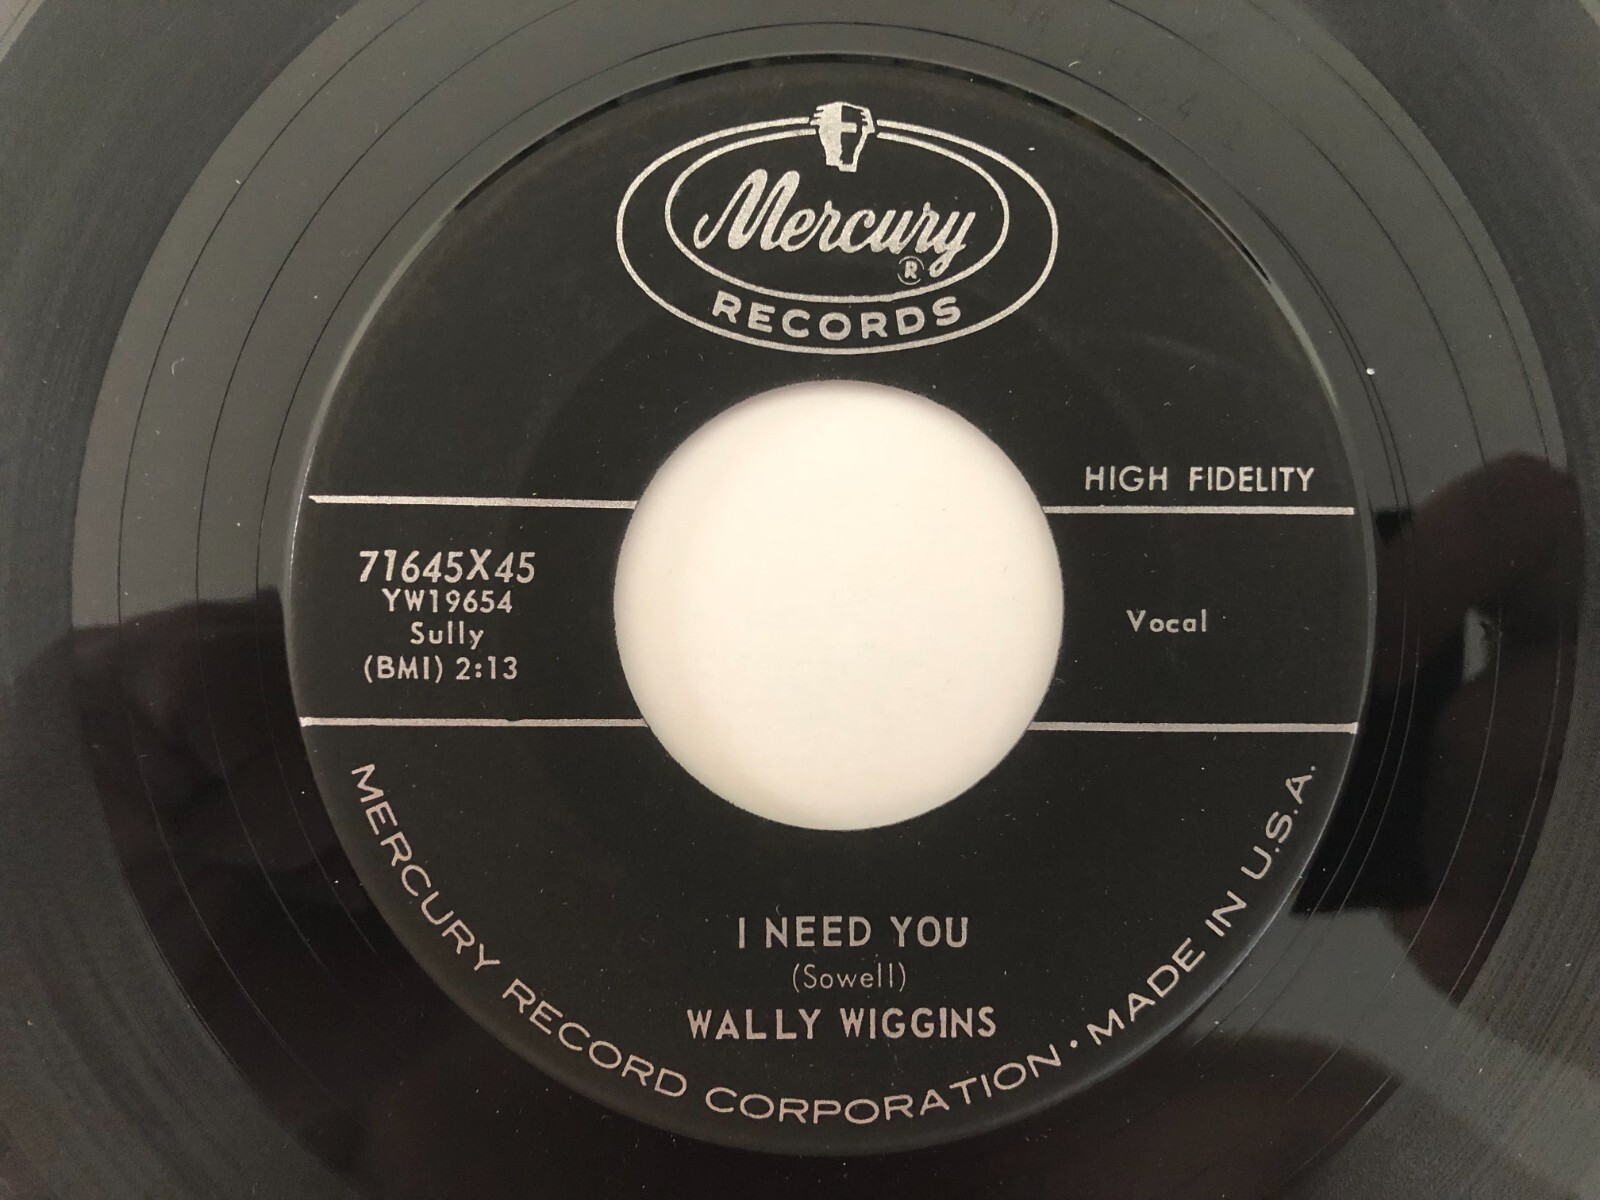 Mercury
®
RECORDS
HIGH FIDELITY
71645X45
YW19654
Sully
(BMI) 2:13
Vocal
I NEED YOU
(Sowell)
WALLY WIGGINS
MERCURY RECORD CORPORATION · MADE IN U.S.A.